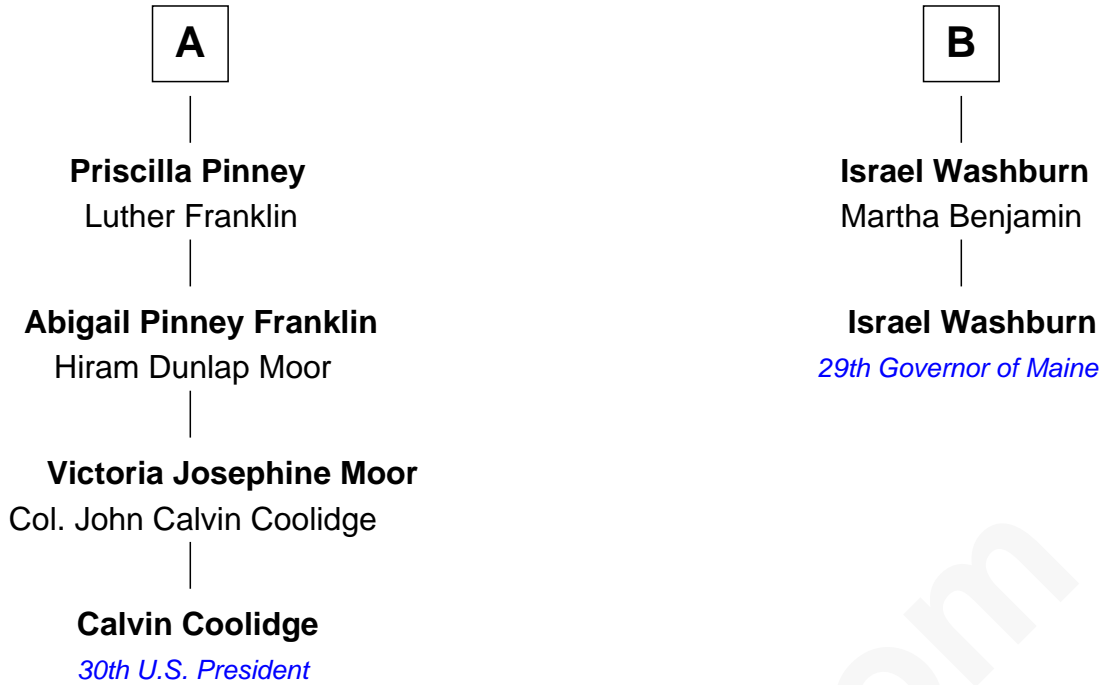 A
Priscilla Pinney
Luther Franklin
Abigail Pinney Franklin
Hiram Dunlap Moor
Victoria Josephine Moor
Col. John Calvin Coolidge
Calvin Coolidge
30th U.S. President
B
Israel Washburn
Martha Benjamin
Israel Washburn
29th Governor of Maine
om